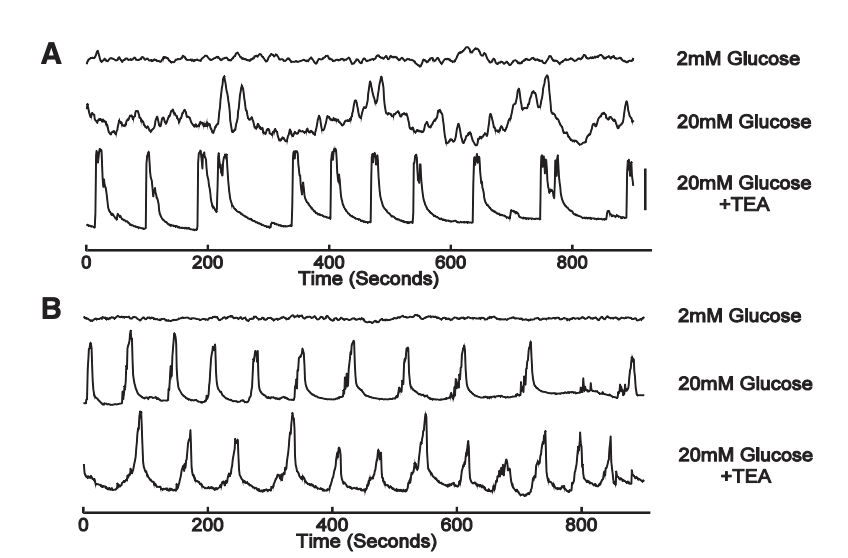 A
2mM Glucose
20mM Glucose
20mM Glucose
+TEA
0 200 400 600 800
Time (Seconds)
B
2mM Glucose
20mM Glucose
20mM Glucose
+TEA
0 200 400 600 800
Time (Seconds)